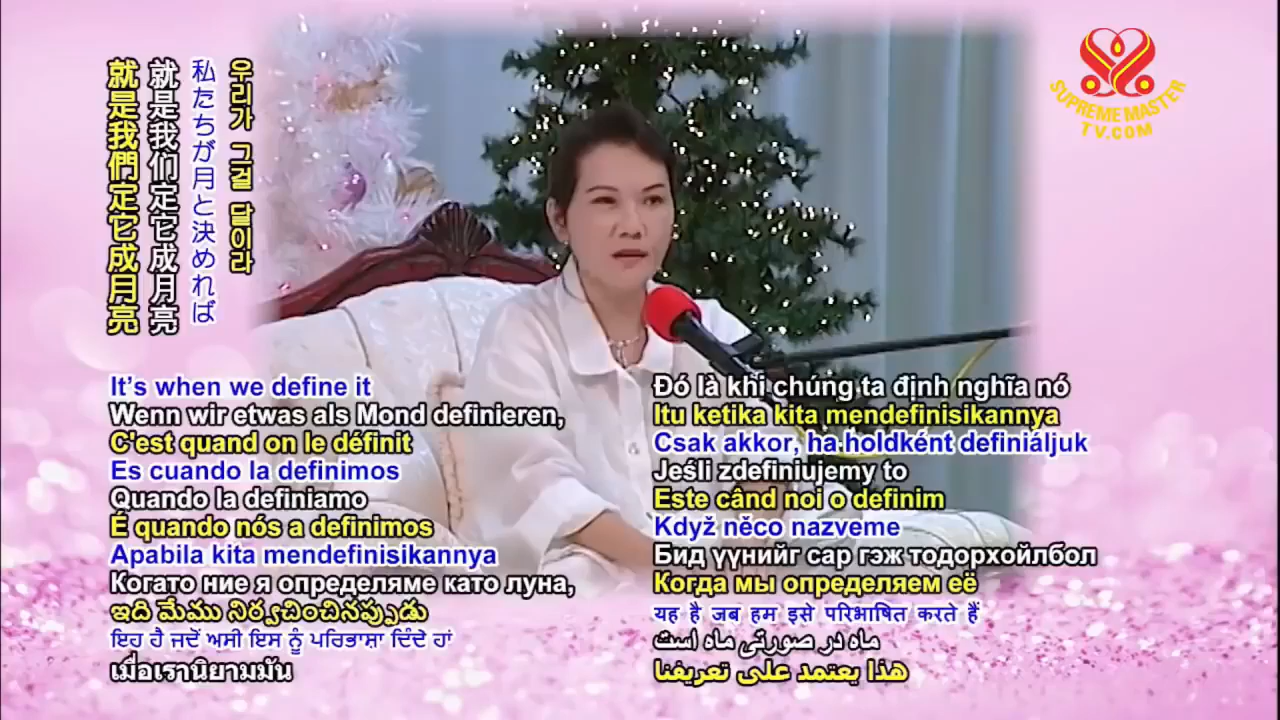 우리가 그걸 달이라
私たちが月と決めれば
就是我们定它成月亮
就是我們定它成月亮
SUPREME MASTER
TV.COM
It's when we define it
Wenn wir etwas als Mond definieren,
C'est quand on le définit
Es cuando la definimos
Quando la definiamo
É quando nós a definimos
Apabila kita mendefinisikannya
Когато ние я определяме като луна,
ఇది మేము నిర్వచించినప్పుడు
ਇਹ ਹੈ ਜਦੋਂ ਅਸੀ ਇਸ ਨੂੰ ਪਰਿਭਾਸ਼ਾ ਦਿੰਦੇ ਹਾਂ
เมื่อเรานิยามมัน
Đó là khi chúng ta định nghĩa nó
Itu ketika kita mendefinisikannya
Csak akkor, ha holdként definiáljuk
Jeśli zdefiniujemy to
Este când noi o definim
Když něco nazveme
Бид үүнийг сар гэж тодорхойлбол
Когда мы определяем её
यह है जब हम इसे परिभाषित करते हैं
ماه در صورتی ماه است
هذا يعتمد على تعريفنا